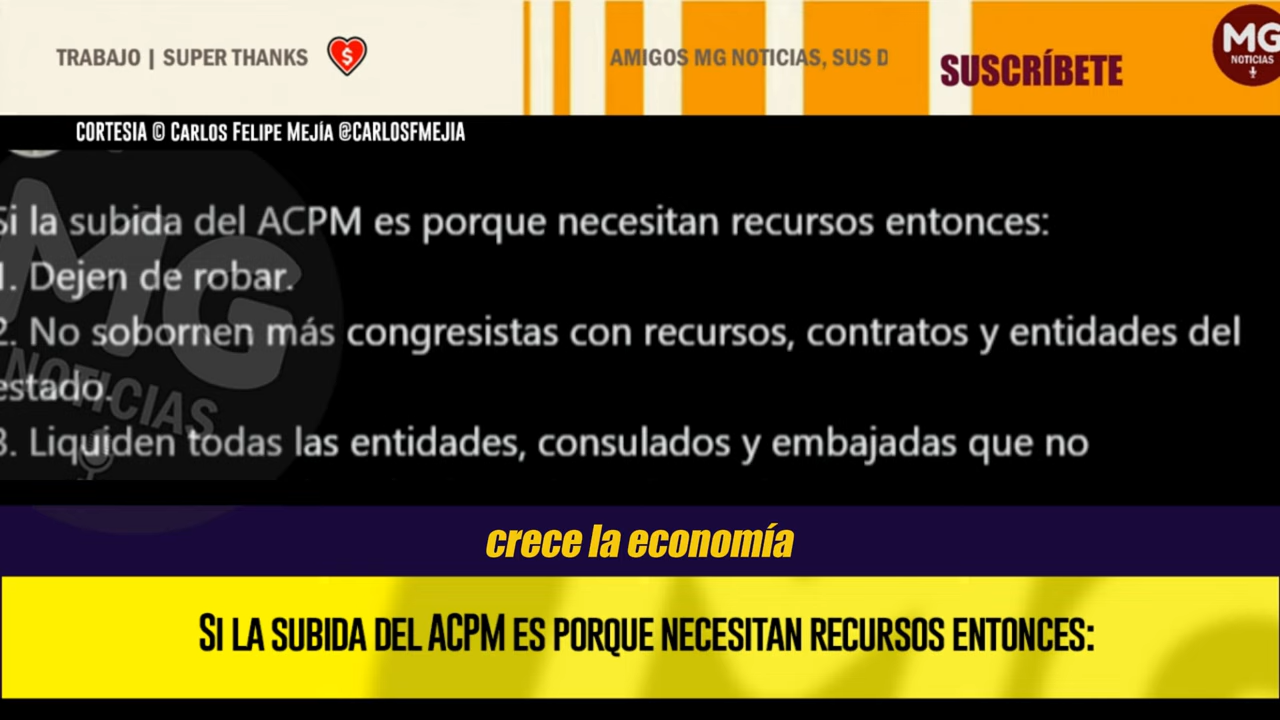 TRABAJO | SUPER THANKS
AMIGOS MG NOTICIAS, SUS D
SUSCRÍBETE
MG
NOTICIAS
CORTESIA © CARLOS FELIPE MEJÍA @CARLOSFMEJIA
Si la subida del ACPM es porque necesitan recursos entonces:
1. Dejen de robar.
2. No sobornen más congresistas con recursos, contratos y entidades del
estado.
3. Liquiden todas las entidades, consulados y embajadas que no
MG
NOTICIAS
crece la economía
SI LA SUBIDA DEL ACPM ES PORQUE NECESITAN RECURSOS ENTONCES: